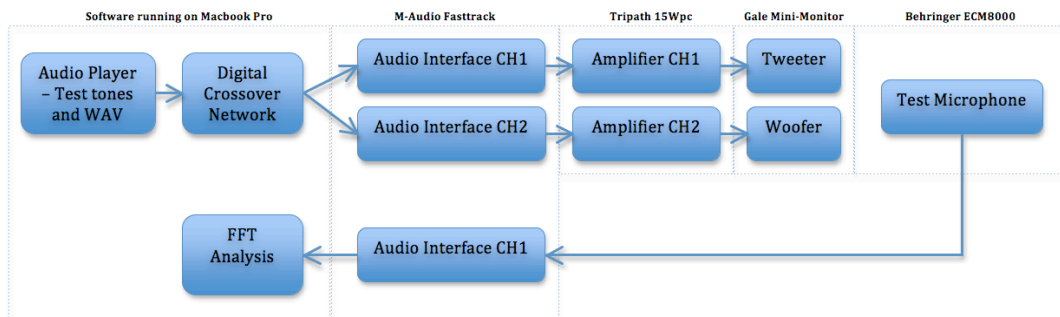 Software running on Macbook Pro
M-Audio Fasttrack
Tripath 15Wpc
Gale Mini-Monitor
Behringer ECM8000
Audio Player
– Test tones
and WAV
Digital
Crossover
Network
Audio Interface CH1
Amplifier CH1
Tweeter
Audio Interface CH2
Amplifier CH2
Woofer
Test Microphone
FFT
Analysis
Audio Interface CH1